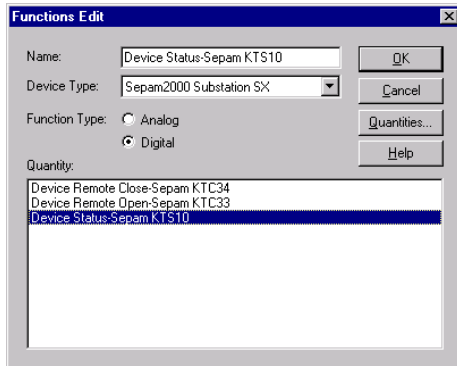 Functions Edit
Name: Device Status-Sepam KTS10 OK
Device Type: Sepam2000 Substation SX Cancel
Function Type: Analog Quantities...
Digital
Help
Quantity:
Device Remote Close-Sepam KTC34
Device Remote Open-Sepam KTC33
Device Status-Sepam KTS10